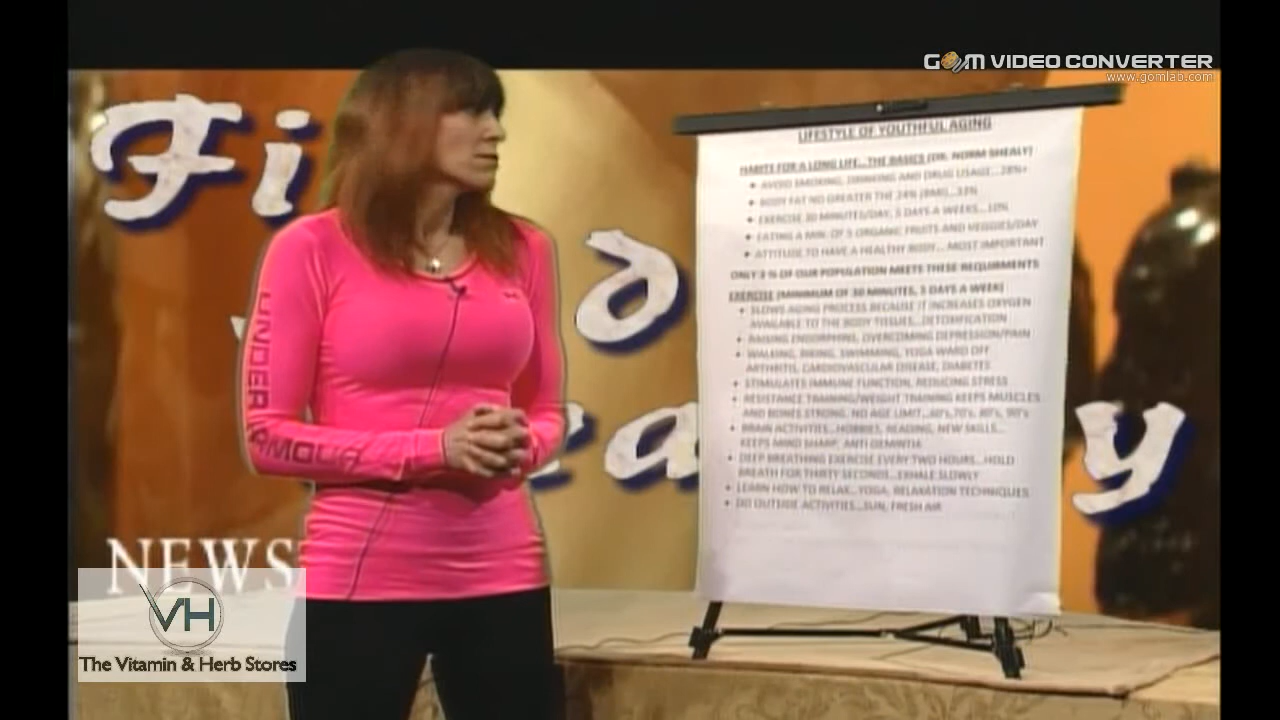 GOM VIDEO CONVERTER
www.gomlab.com
Fi
d
ea
y
NEWS
VH
The Vitamin & Herb Stores
UNDER ARMOUR
LIFESTYLE OF YOUTHFUL AGING
HABITS FOR A LONG LIFE...THE BASICS (DR. NORM SHEALY)
• AVOID SMOKING, DRINKING AND DRUG USAGE...28%+
• BODY FAT NO GREATER THE 24% (BMI)...33%
• EXERCISE 30 MINUTES/DAY, 5 DAYS A WEEKS...10%
• EATING A MIN. OF 5 ORGANIC FRUITS AND VEGGIES/DAY
• ATTITUDE TO HAVE A HEALTHY BODY... MOST IMPORTANT
ONLY 3 % OF OUR POPULATION MEETS THESE REQUIRMENTS
EXERCISE (MINIMUM OF 30 MINUTES, 5 DAYS A WEEK)
• SLOWS AGING PROCESS BECAUSE IT INCREASES OXYGEN
AVAILABLE TO THE BODY TISSUES...DETOXIFICATION
• RAISING ENDORPHINS, OVERCOMING DEPRESSION/PAIN
• WALKING, BIKING, SWIMMING, YOGA WARD OFF
ARTHRITIS, CARDIOVASCULAR DISEASE, DIABETES
• STIMULATES IMMUNE FUNCTION, REDUCING STRESS
• RESISTANCE TRAINING/WEIGHT TRAINING KEEPS MUSCLES
AND BONES STRONG. NO AGE LIMIT...60's,70's, 80's, 90's
• BRAIN ACTIVITIES...HOBBIES, READING, NEW SKILLS...
KEEPS MIND SHARP, ANTI DEMINTIA
• DEEP BREATHING EXERCISE EVERY TWO HOURS...HOLD
BREATH FOR THIRTY SECONDS...EXHALE SLOWLY
• LEARN HOW TO RELAX...YOGA, RELAXATION TECHNIQUES
• DO OUTSIDE ACTIVITIES...SUN, FRESH AIR